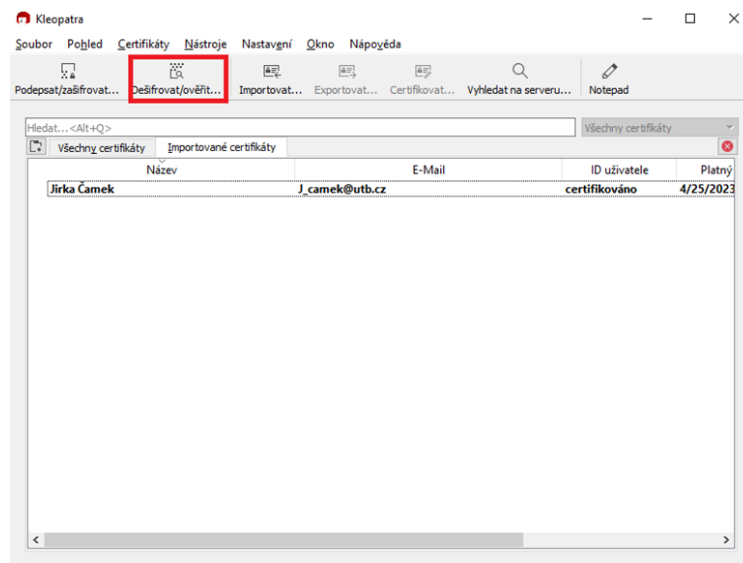 Kleopatra
Soubor Pohled Certifikáty Nástroje Nastavení Okno Nápověda
Podepsat/zašifrovat... Dešifrovat/ověřit... Importovat... Exportovat... Certifikovat... Vyhledat na serveru... Notepad
Hledat...<Alt+Q> Všechny certifikáty
Všechny certifikáty Importované certifikáty
Název E-Mail ID uživatele Platný
Jirka Čamek J_camek@utb.cz certifikováno 4/25/2023